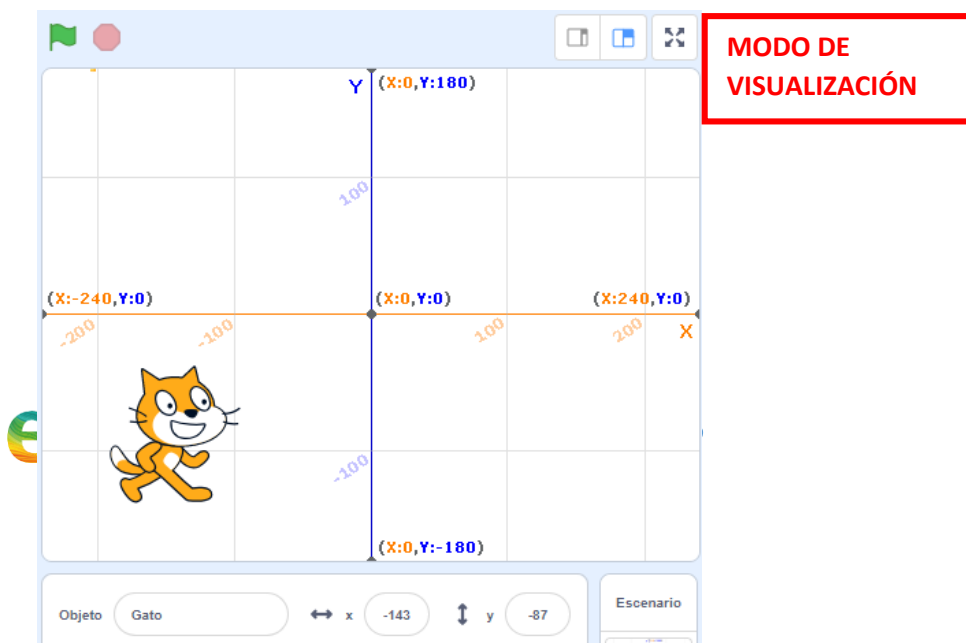 MODO DE
VISUALIZACIÓN
Y (X:0,Y:180)
100
(X:-240,Y:0) (X:0,Y:0) (X:240,Y:0)
-200 -100 100 200 X
e
-100
(X:0,Y:-180)
Objeto Gato x -143 y -87 Escenario